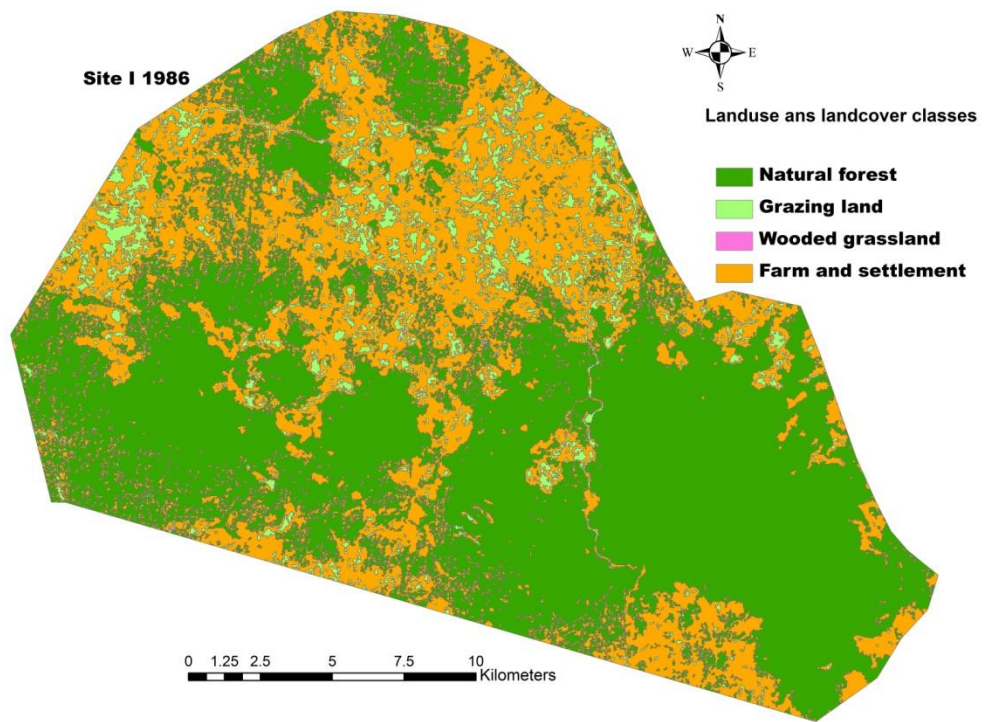 Site I 1986
N
W E
S
Landuse ans landcover classes
Natural forest
Grazing land
Wooded grassland
Farm and settlement
0 1.25 2.5 5 7.5 10
Kilometers